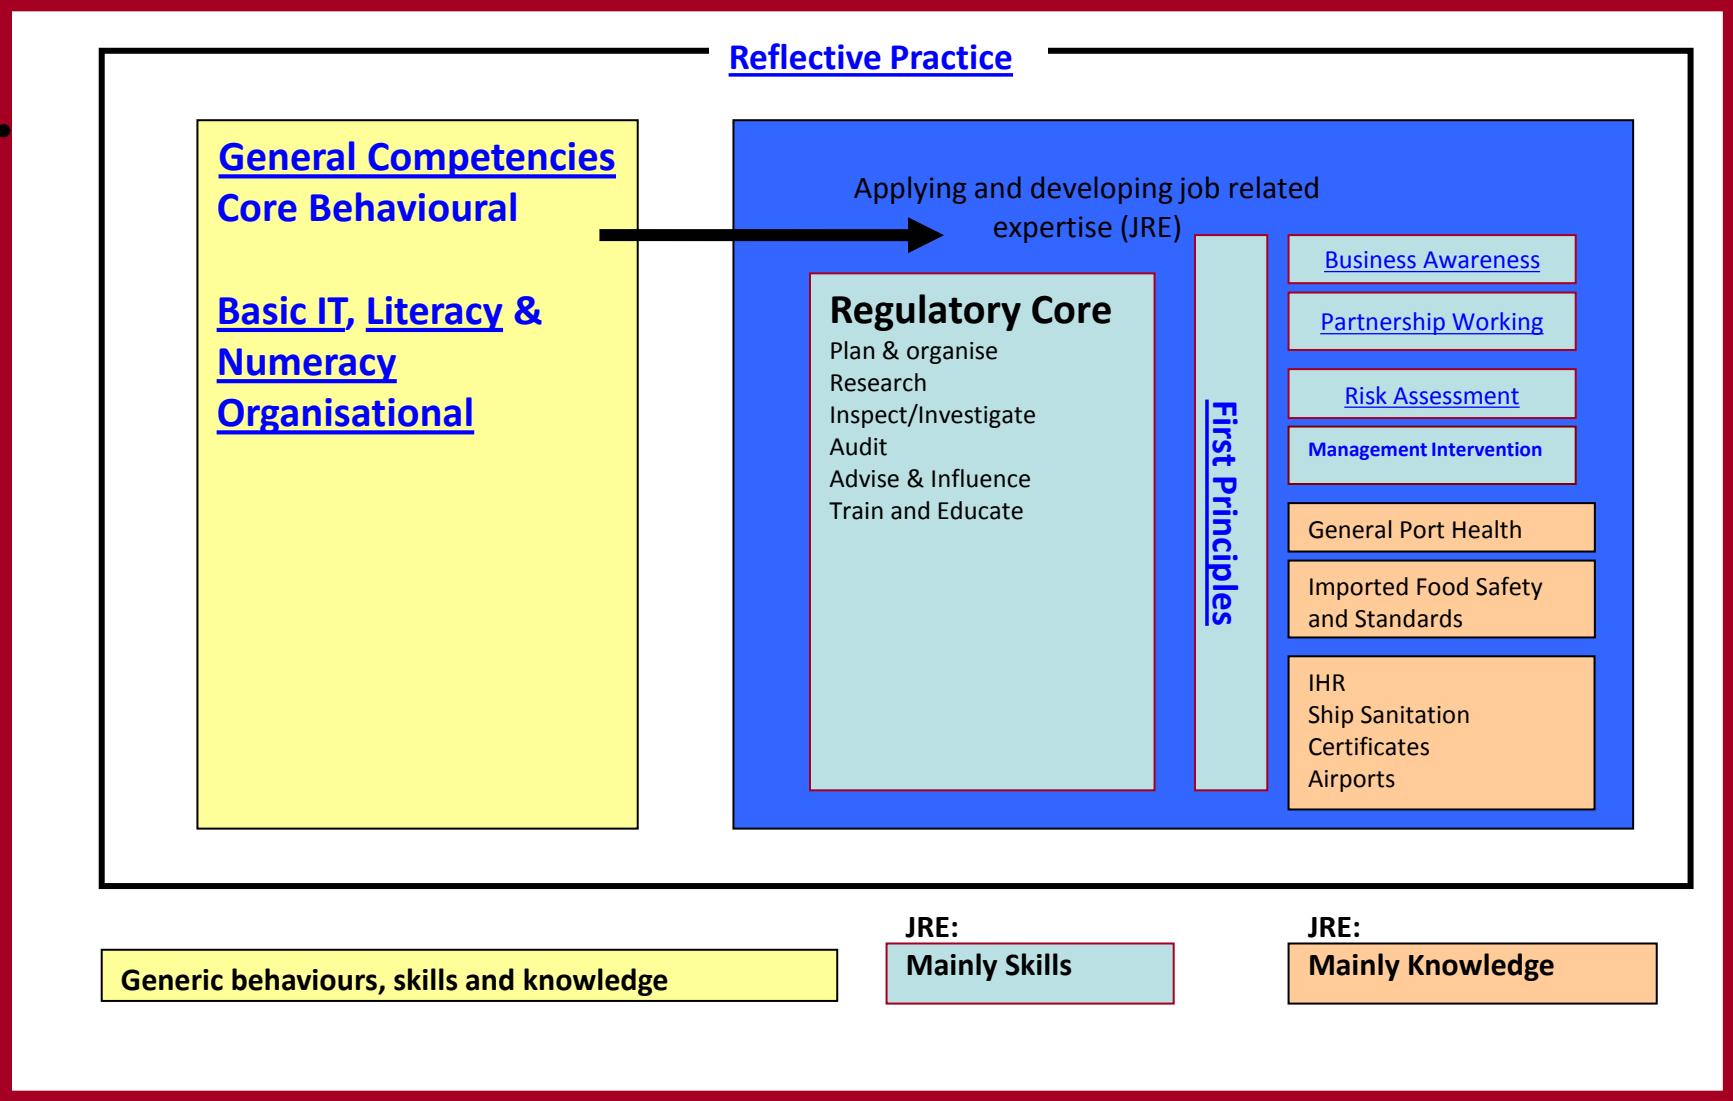 Reflective Practice
General Competencies
Core Behavioural
Basic IT, Literacy &
Numeracy
Organisational
Applying and developing job related
expertise (JRE)
Regulatory Core
Plan & organise
Research
Inspect/Investigate
Audit
Advise & Influence
Train and Educate
First Principles
Business Awareness
Partnership Working
Risk Assessment
Management Intervention
General Port Health
Imported Food Safety
and Standards
IHR
Ship Sanitation
Certificates
Airports
Generic behaviours, skills and knowledge
JRE:
Mainly Skills
JRE:
Mainly Knowledge